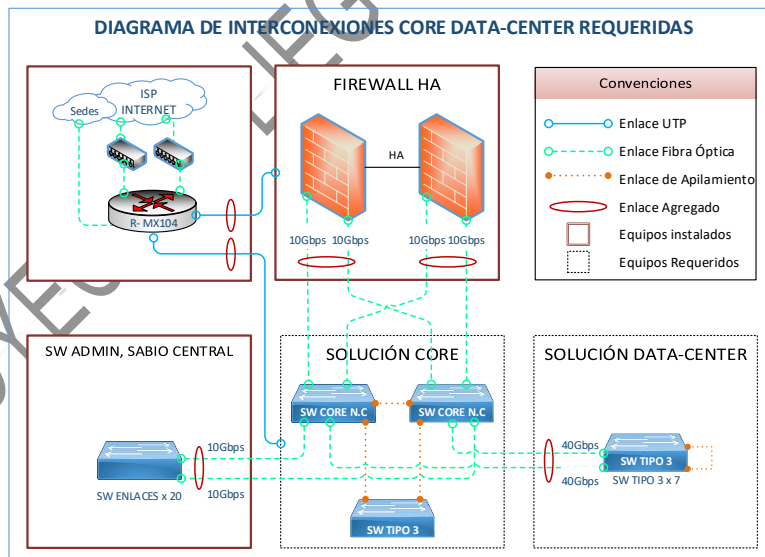 DIAGRAMA DE INTERCONEXIONES CORE DATA-CENTER REQUERIDAS
ISP
INTERNET
Sedes
R- MX104
FIREWALL HA
HA
10Gbps 10Gbps
10Gbps 10Gbps
Convenciones
Enlace UTP
Enlace Fibra Óptica
Enlace de Apilamiento
Enlace Agregado
Equipos instalados
Equipos Requeridos
SW ADMIN, SABIO CENTRAL
10Gbps
10Gbps
SW ENLACES x 20
SOLUCIÓN CORE
SW CORE N.C
SW CORE N.C
SW TIPO 3
SOLUCIÓN DATA-CENTER
40Gbps
40Gbps
SW TIPO 3
SW TIPO 3 x 7